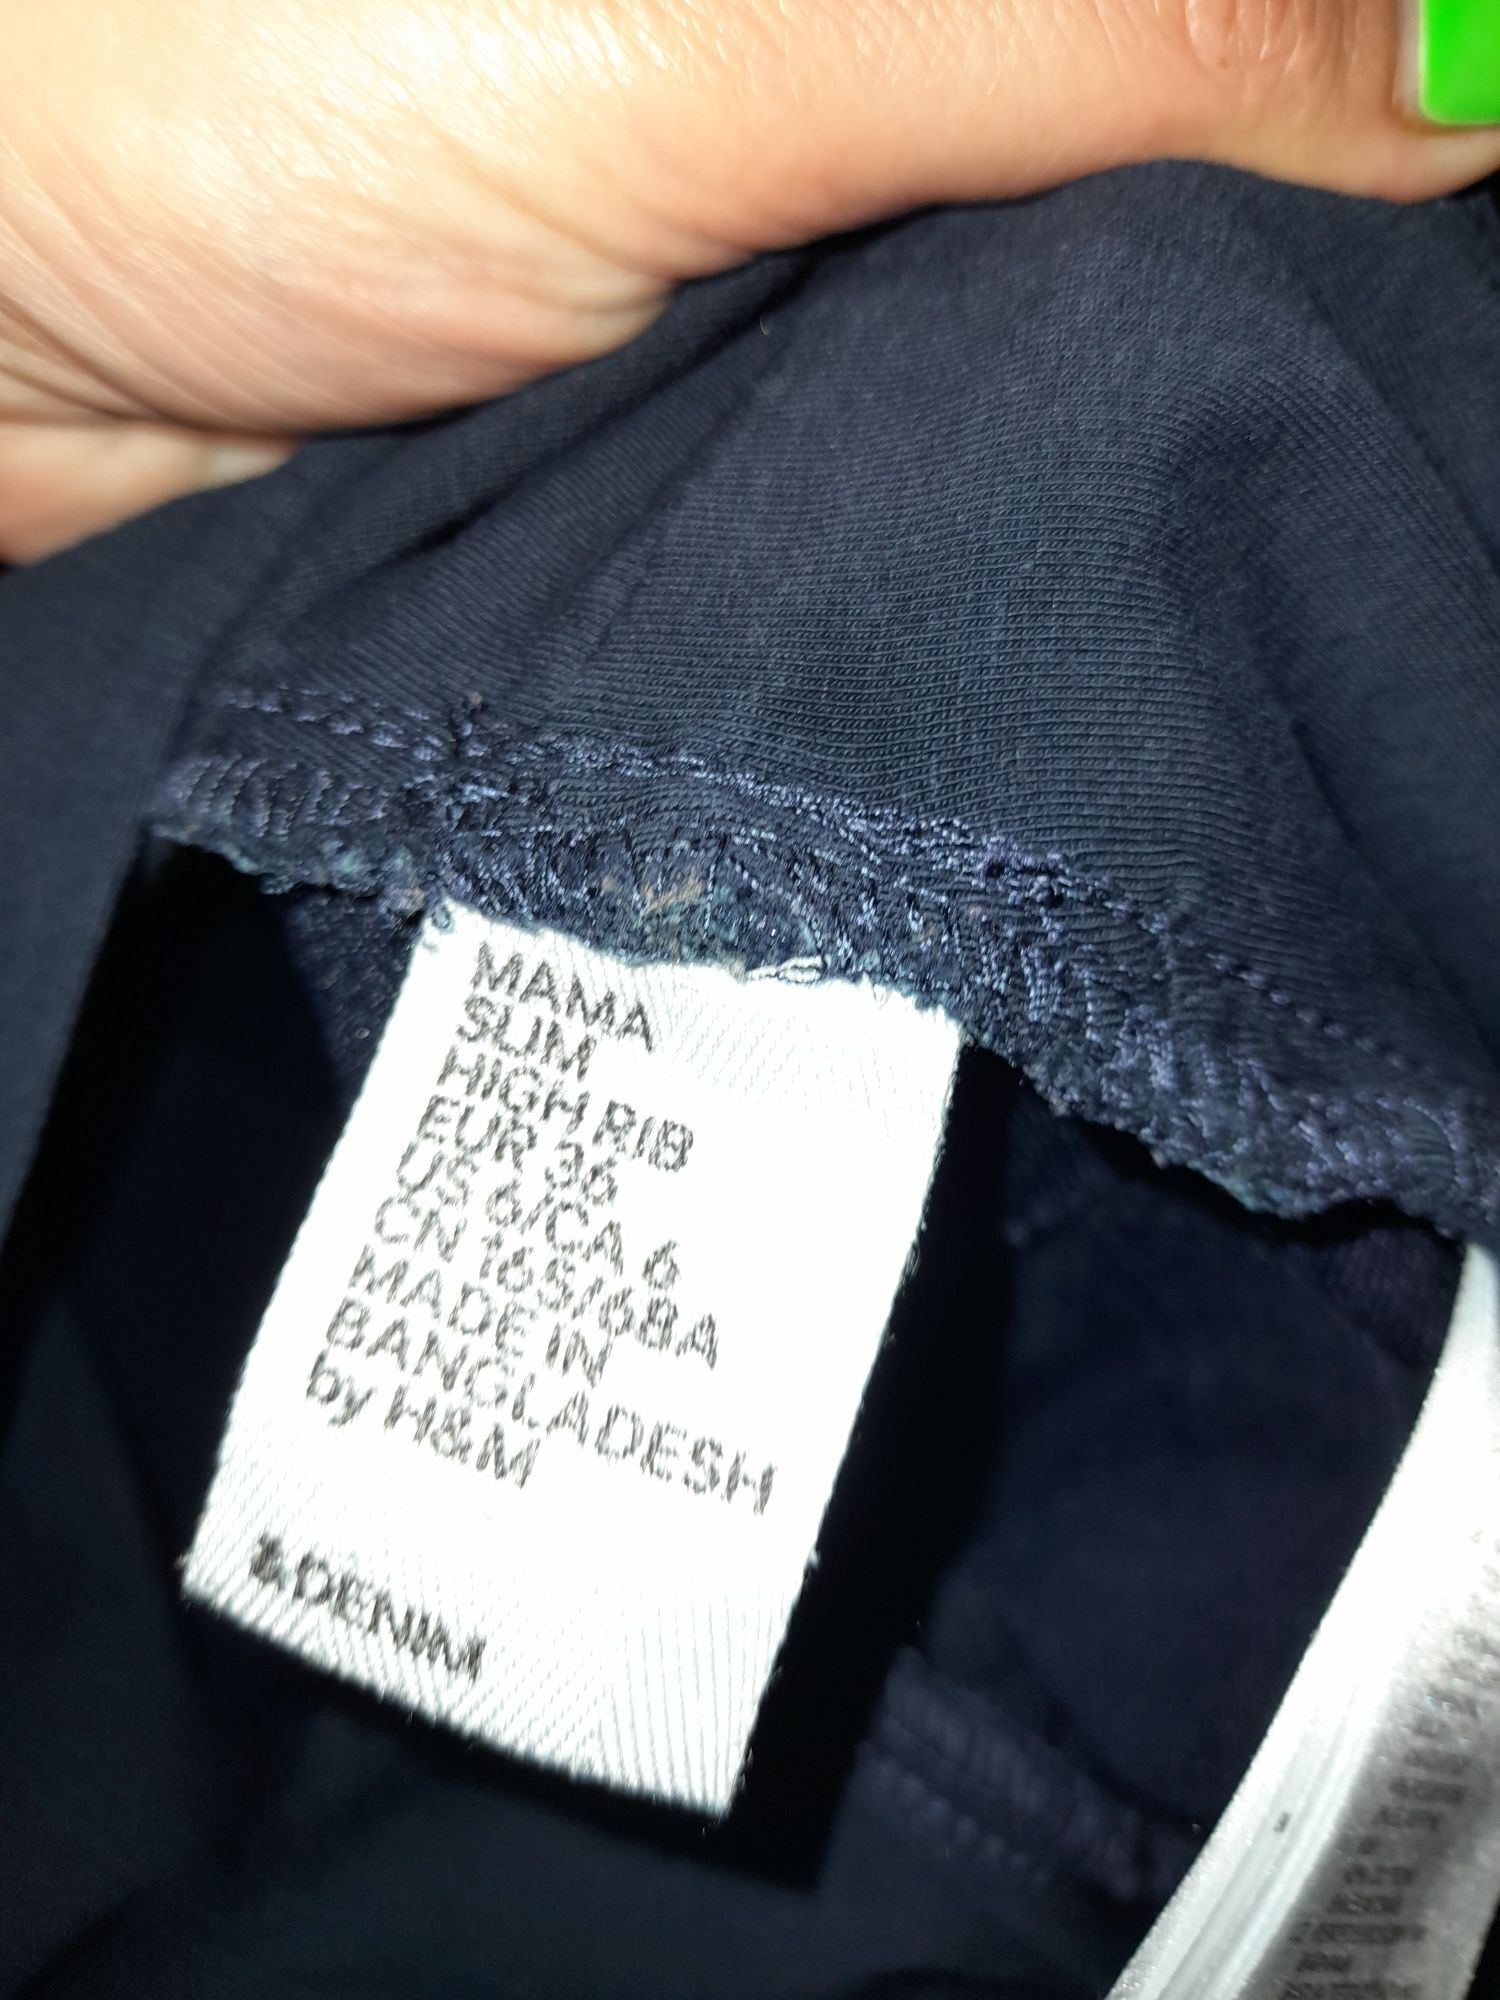 MAMA
SLIM
HIGH RIB
EUR 36
US 6/CA 6
CN 165/68A
MADE IN
BANGLADESH
by H&M
&DENIM